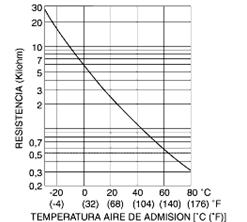 RESISTENCIA (Kilohm)
30
20
10
7
5
3
2
0,7
0,5
0,3
0,2
-20 0 20 40 60 80 °C
(-4) (32) (68) (104) (140) (176) °F
TEMPERATURA AIRE DE ADMISION [°C (°F)]